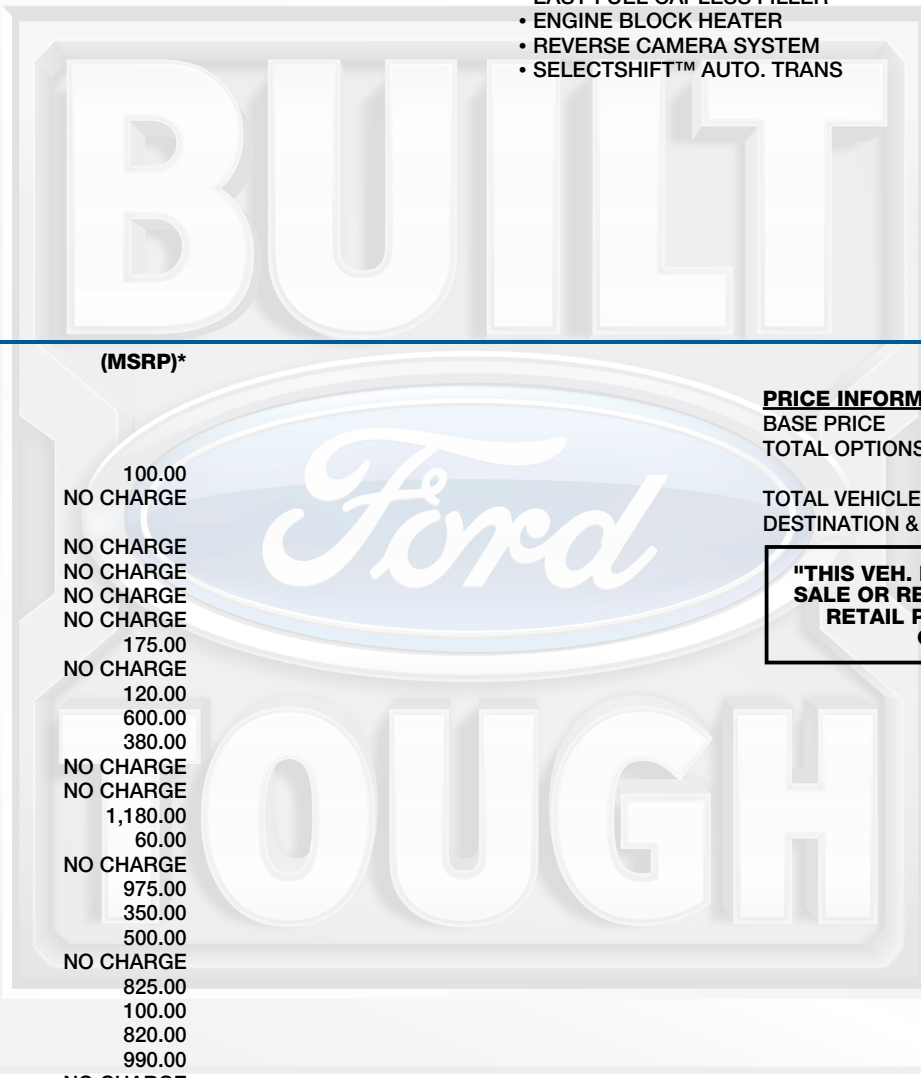 • ENGINE BLOCK HEATER
• REVERSE CAMERA SYSTEM
• SELECTSHIFT™ AUTO. TRANS
BUILT
Ford
TOUGH
(MSRP)*
100.00
NO CHARGE
NO CHARGE
NO CHARGE
NO CHARGE
NO CHARGE
175.00
NO CHARGE
120.00
600.00
380.00
NO CHARGE
NO CHARGE
1,180.00
60.00
NO CHARGE
975.00
350.00
500.00
NO CHARGE
825.00
100.00
820.00
990.00
NO CHARGE
PRICE INFORM
BASE PRICE
TOTAL OPTIONS
TOTAL VEHICLE
DESTINATION &
"THIS VEH.
SALE OR RE
RETAIL